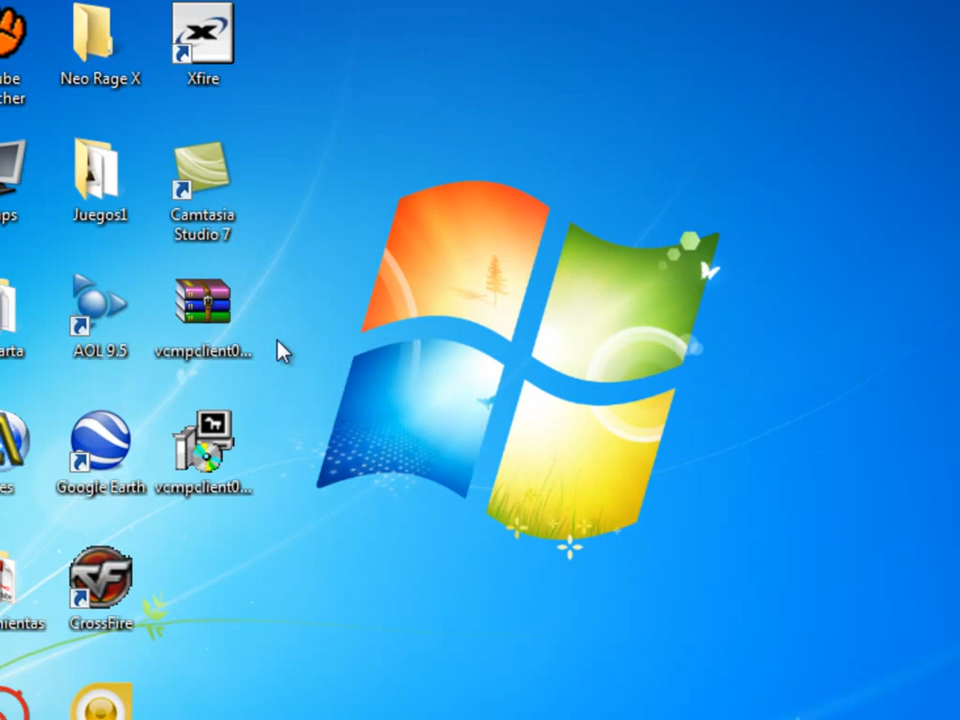 Neo Rage X
Xfire
Juegos1
Camtasia
Studio 7
AOL 9.5
vcmpclient0...
Google Earth
vcmpclient0...
CrossFire